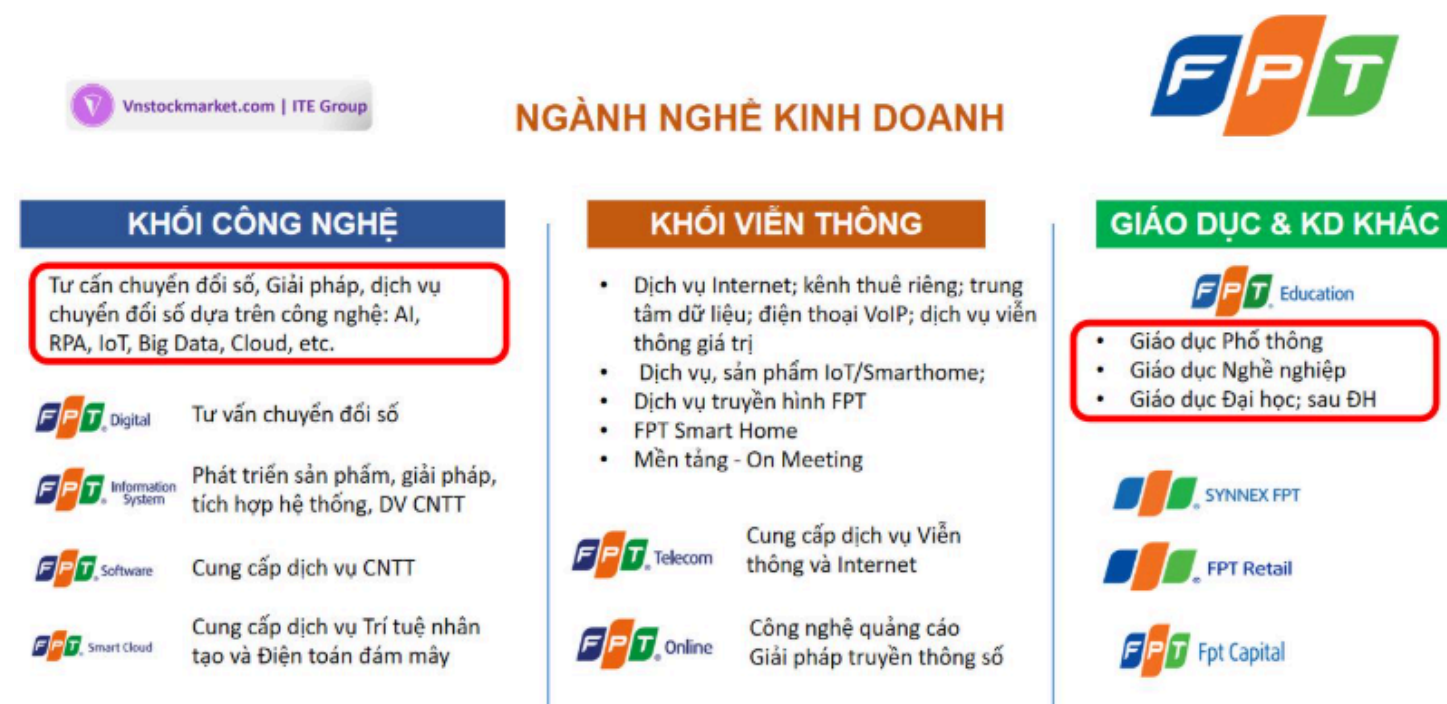 FPT
Vnstockmarket.com | ITE Group
NGÀNH NGHỀ KINH DOANH
KHỐI CÔNG NGHỆ
Tư cấn chuyển đổi số, Giải pháp, dịch vụ
chuyển đổi số dựa trên công nghệ: AI,
RPA, IoT, Big Data, Cloud, etc.
FPT Digital
Tư vấn chuyển đổi số
FPT Information System
Phát triển sản phẩm, giải pháp,
tích hợp hệ thống, DV CNTT
FPT Software
Cung cấp dịch vụ CNTT
FPT Smart Cloud
Cung cấp dịch vụ Trí tuệ nhân
tạo và Điện toán đám mây
KHỐI VIỄN THÔNG
• Dịch vụ Internet; kênh thuê riêng; trung
tâm dữ liệu; điện thoại VoIP; dịch vụ viễn
thông giá trị
• Dịch vụ, sản phẩm IoT/Smarthome;
• Dịch vụ truyền hình FPT
• FPT Smart Home
• Mền tảng - On Meeting
FPT Telecom
Cung cấp dịch vụ Viễn
thông và Internet
FPT Online
Công nghệ quảng cáo
Giải pháp truyền thông số
GIÁO DỤC & KD KHÁC
FPT Education
• Giáo dục Phổ thông
• Giáo dục Nghề nghiệp
• Giáo dục Đại học; sau ĐH
SYNNEX FPT
FPT Retail
FPT Fpt Capital